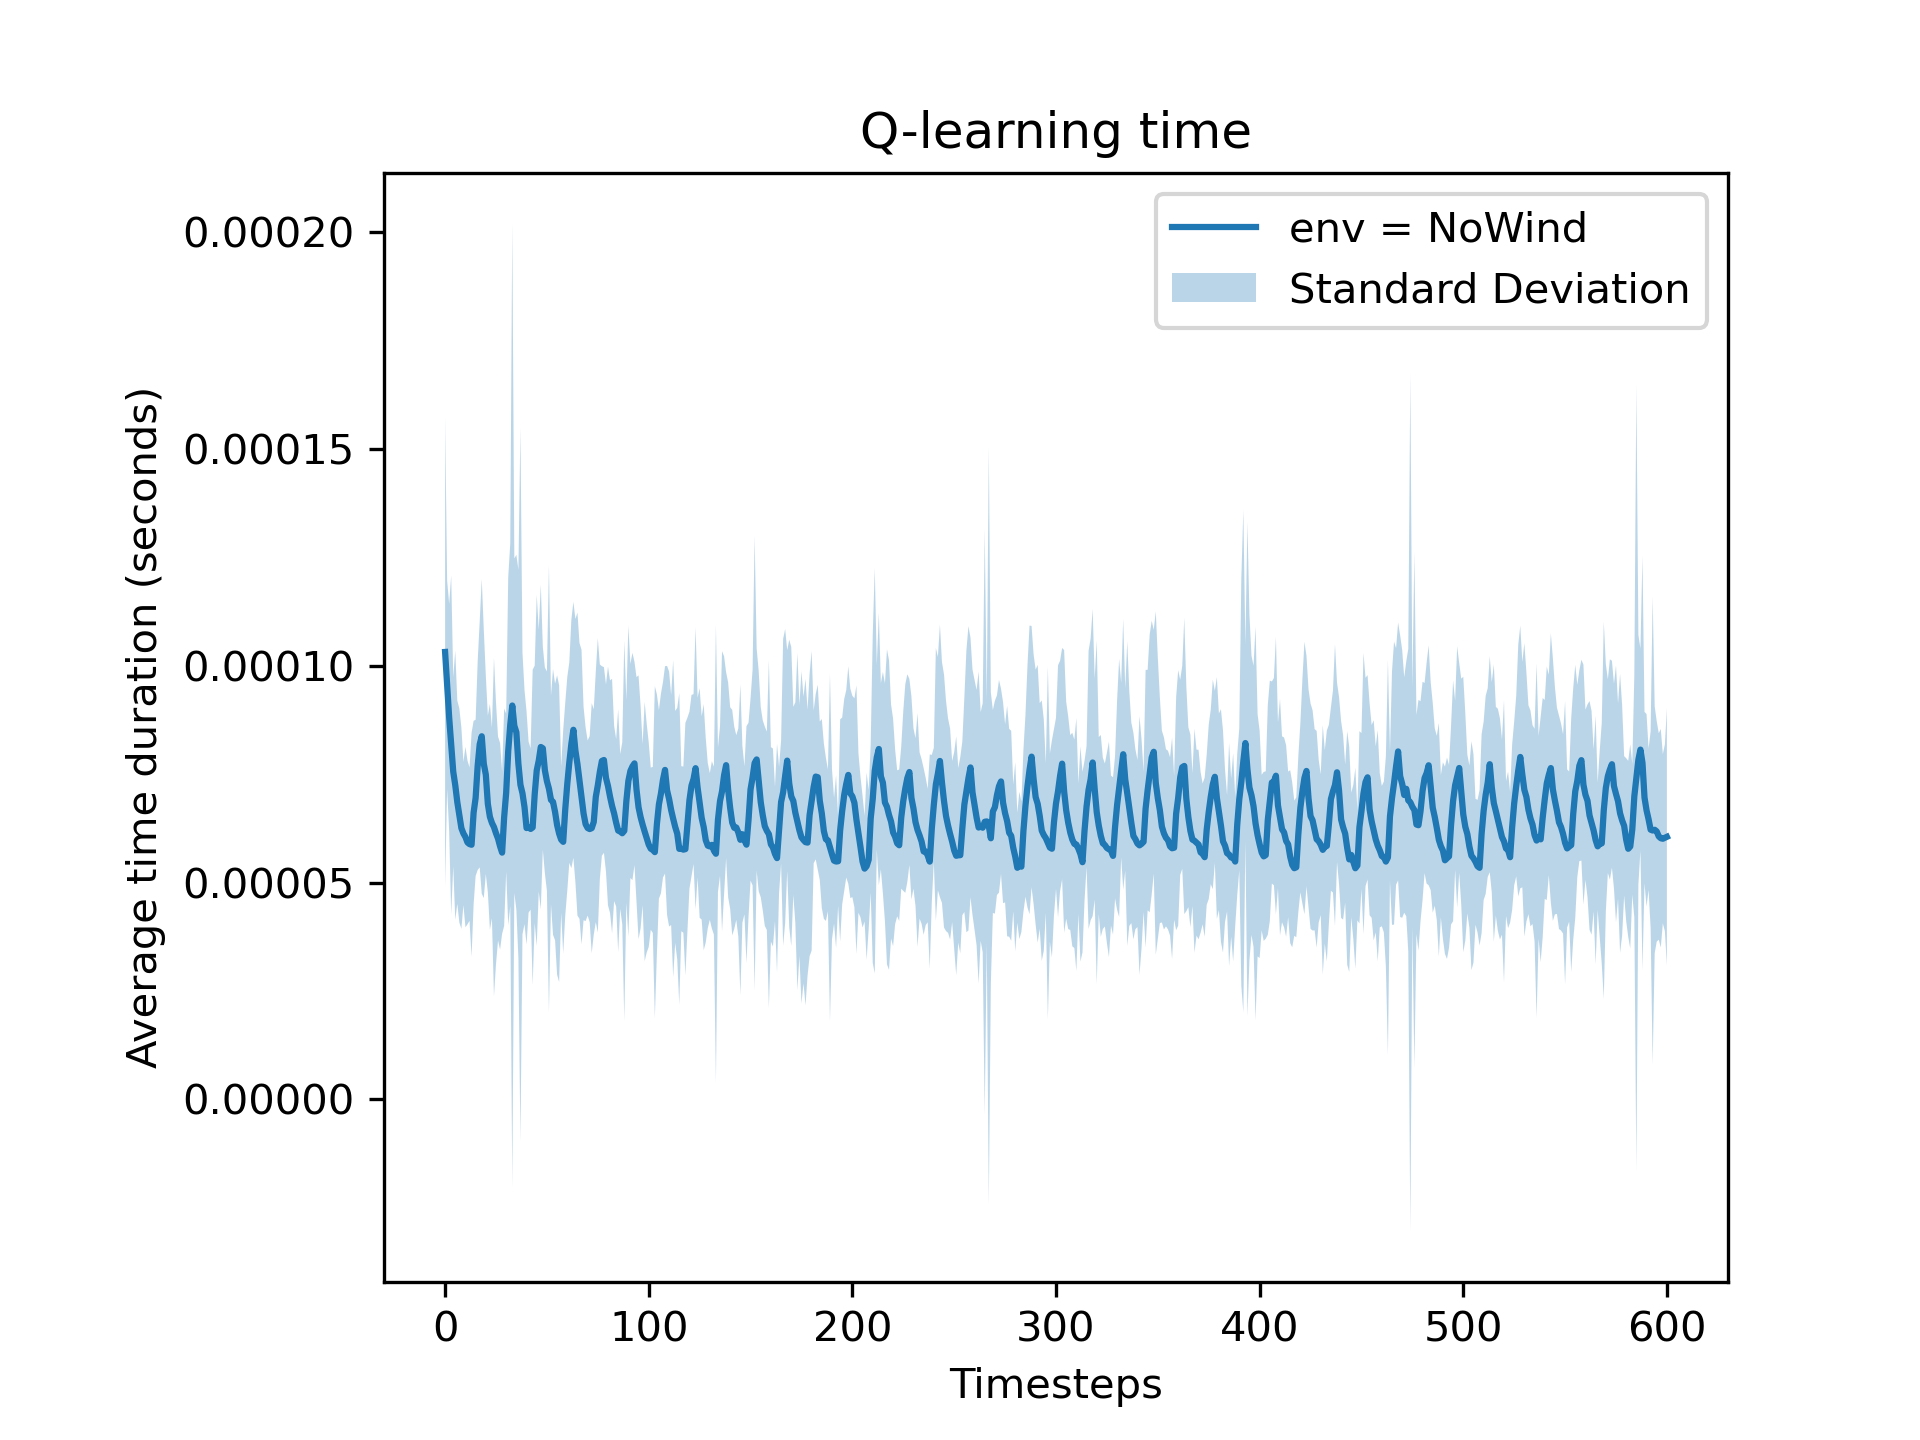 Q-learning time
env = NoWind
Standard Deviation
Average time duration (seconds)
0.00020
0.00015
0.00010
0.00005
0.00000
0 100 200 300 400 500 600
Timesteps